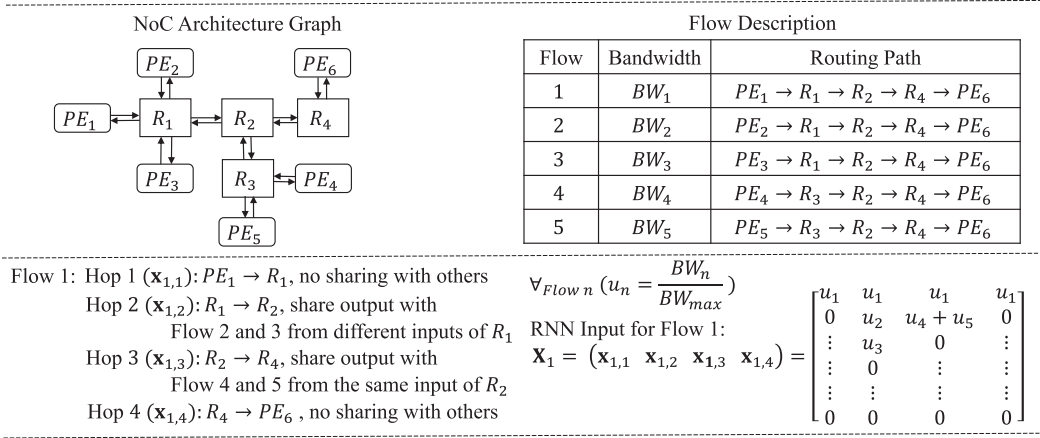 NoC Architecture Graph
PE₂
PE₆
PE₁
R₁
R₂
R₄
PE₃
R₃
PE₄
PE₅
Flow Description
Flow Bandwidth Routing Path
1 BW₁ PE₁ → R₁ → R₂ → R₄ → PE₆
2 BW₂ PE₂ → R₁ → R₂ → R₄ → PE₆
3 BW₃ PE₃ → R₁ → R₂ → R₄ → PE₆
4 BW₄ PE₄ → R₃ → R₂ → R₄ → PE₆
5 BW₅ PE₅ → R₃ → R₂ → R₄ → PE₆
Flow 1: Hop 1 (x₁,₁): PE₁ → R₁, no sharing with others
Hop 2 (x₁,₂): R₁ → R₂, share output with
Flow 2 and 3 from different inputs of R₁
Hop 3 (x₁,₃): R₂ → R₄, share output with
Flow 4 and 5 from the same input of R₂
Hop 4 (x₁,₄): R₄ → PE₆ , no sharing with others
∀Flow n (uₙ = BWₙ / BWmax)
RNN Input for Flow 1:
X₁ = (x₁,₁ x₁,₂ x₁,₃ x₁,₄) =
u₁ u₁ u₁ u₁
0 u₂ u₄ + u₅ 0
⋮ u₃ 0 ⋮
⋮ 0 ⋮ ⋮
⋮ ⋮ ⋮ ⋮
0 0 0 0